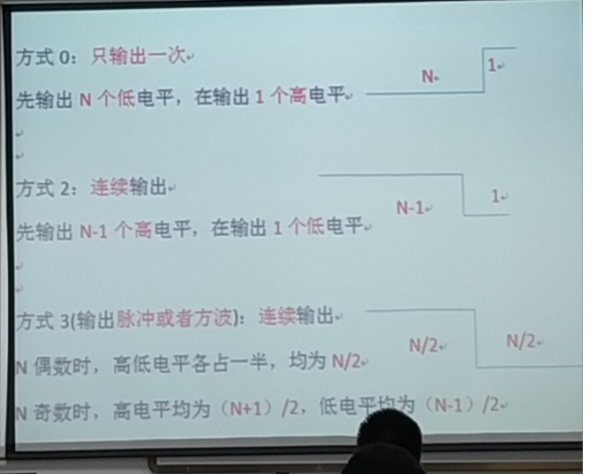 方式 0：只输出一次
N
1
先输出 N 个低电平，在输出 1 个高电平
方式 2：连续输出
N-1
1
先输出 N-1 个高电平，在输出 1 个低电平
方式 3(输出脉冲或者方波)：连续输出
N/2
N/2
N 偶数时，高低电平各占一半，均为 N/2
N 奇数时，高电平均为（N+1）/2，低电平均为（N-1）/2